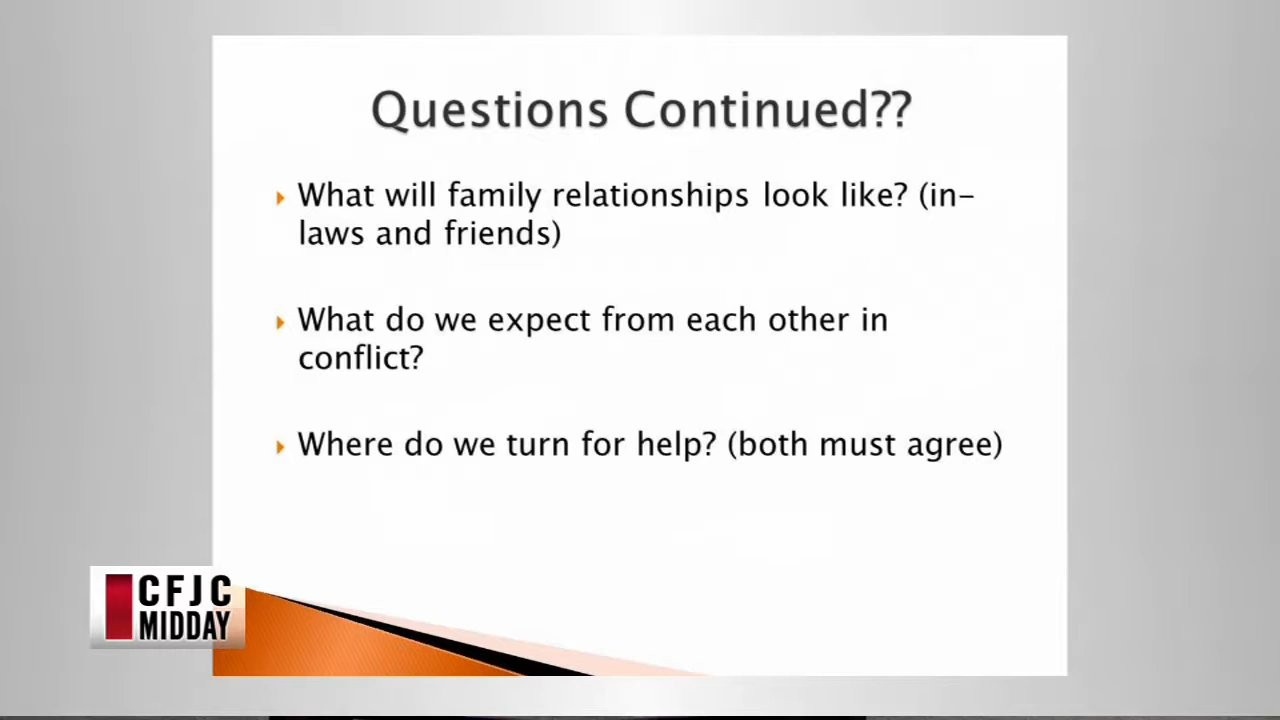 Questions Continued??
What will family relationships look like? (in-
laws and friends)
What do we expect from each other in
conflict?
Where do we turn for help? (both must agree)
CFJC
MIDDAY